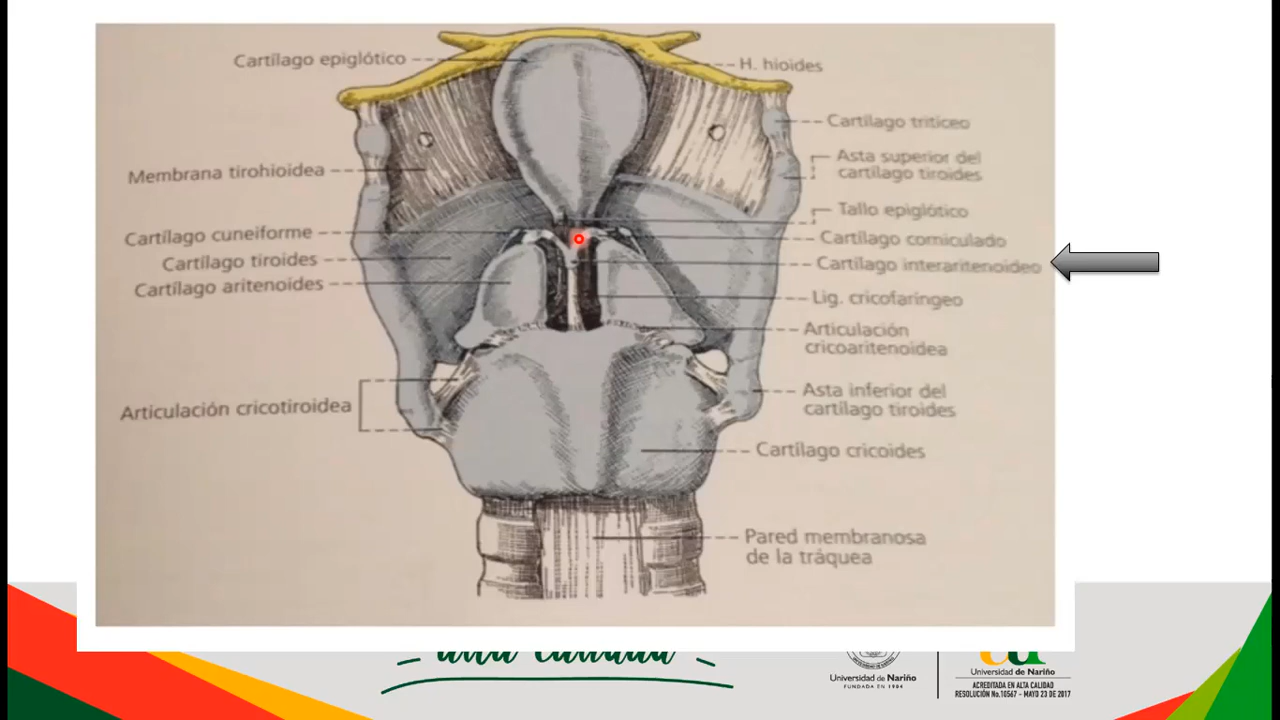 Cartílago epiglótico
H. hioides
Cartílago tritíceo
Asta superior del
cartílago tiroides
Membrana tirohioidea
Tallo epiglótico
Cartílago cuneiforme
Cartílago corniculado
Cartílago tiroides
Cartílago interaritenoideo
Cartílago aritenoides
Lig. cricofaríngeo
Articulación
cricoaritenoidea
Asta inferior del
cartílago tiroides
Articulación cricotiroidea
Cartílago cricoides
Pared membranosa
de la tráquea
Universidad de Nariño
FUNDADA EN 1904
Universidad de Nariño
ACREDITADA EN ALTA CALIDAD
RESOLUCIÓN No.10567 - MAYO 23 DE 2017